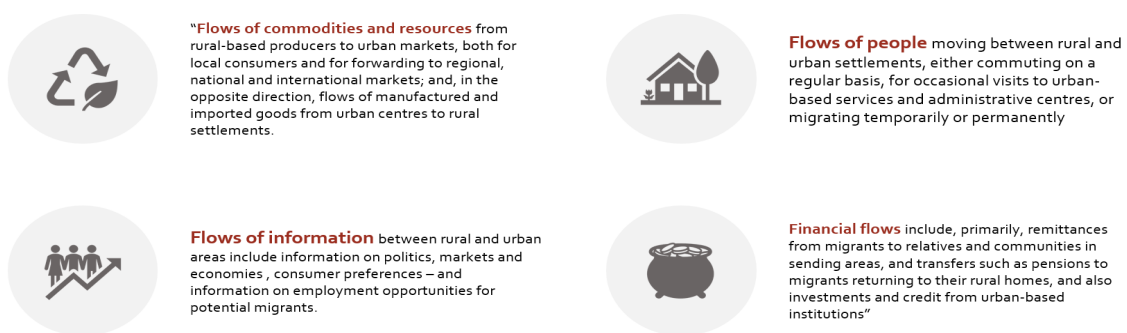 “Flows of commodities and resources from
rural-based producers to urban markets, both for
local consumers and for forwarding to regional,
national and international markets; and, in the
opposite direction, flows of manufactured and
imported goods from urban centres to rural
settlements.
Flows of people moving between rural and
urban settlements, either commuting on a
regular basis, for occasional visits to urban-
based services and administrative centres, or
migrating temporarily or permanently
Flows of information between rural and urban
areas include information on politics, markets and
economies , consumer preferences – and
information on employment opportunities for
potential migrants.
Financial flows include, primarily, remittances
from migrants to relatives and communities in
sending areas, and transfers such as pensions to
migrants returning to their rural homes, and also
investments and credit from urban-based
institutions”